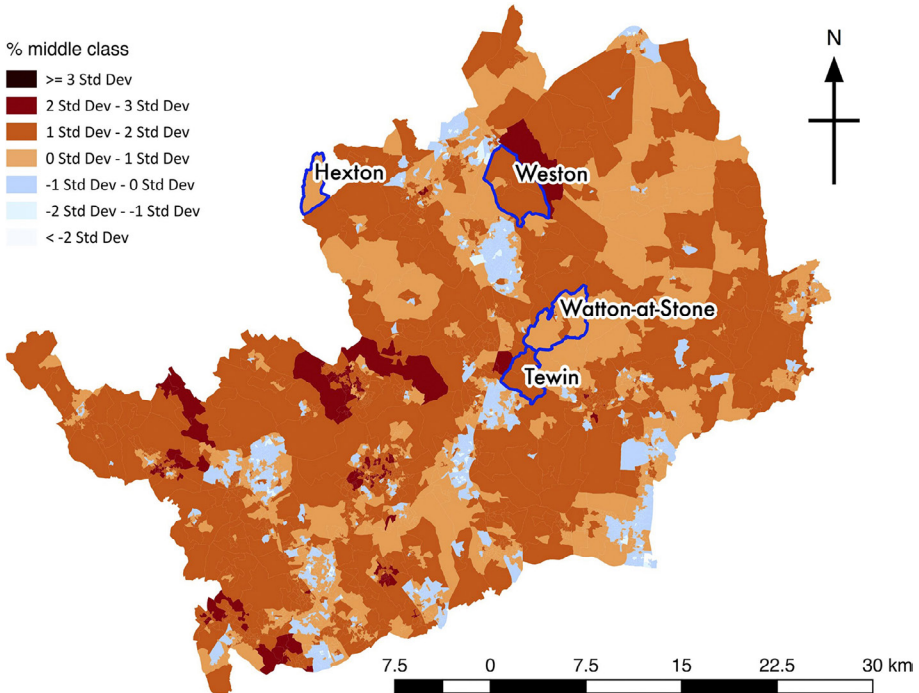 % middle class
>= 3 Std Dev
2 Std Dev - 3 Std Dev
1 Std Dev - 2 Std Dev
0 Std Dev - 1 Std Dev
-1 Std Dev - 0 Std Dev
-2 Std Dev - -1 Std Dev
< -2 Std Dev
N
Hexton
Weston
Watton-at-Stone
Tewin
7.5 0 7.5 15 22.5 30 km